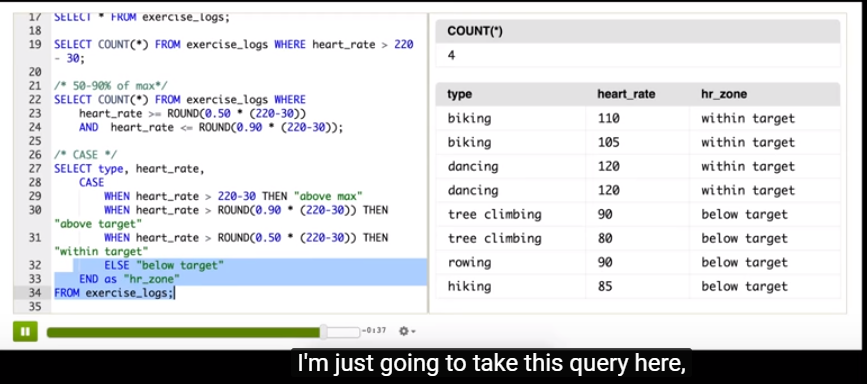 17 SELECT * FROM exercise_logs;
18
19 SELECT COUNT(*) FROM exercise_logs WHERE heart_rate > 220
- 30;
20
21 /* 50-90% of max*/
22 SELECT COUNT(*) FROM exercise_logs WHERE
23 heart_rate >= ROUND(0.50 * (220-30))
24 AND heart_rate <= ROUND(0.90 * (220-30));
25
26 /* CASE */
27 SELECT type, heart_rate,
28 CASE
29 WHEN heart_rate > 220-30 THEN "above max"
30 WHEN heart_rate > ROUND(0.90 * (220-30)) THEN
"above target"
31 WHEN heart_rate > ROUND(0.50 * (220-30)) THEN
"within target"
32 ELSE "below target"
33 END as "hr_zone"
34 FROM exercise_logs;
35
-0:37
COUNT(*)
4
type heart_rate hr_zone
biking 110 within target
biking 105 within target
dancing 120 within target
dancing 120 within target
tree climbing 90 below target
tree climbing 80 below target
rowing 90 below target
hiking 85 below target
I'm just going to take this query here,